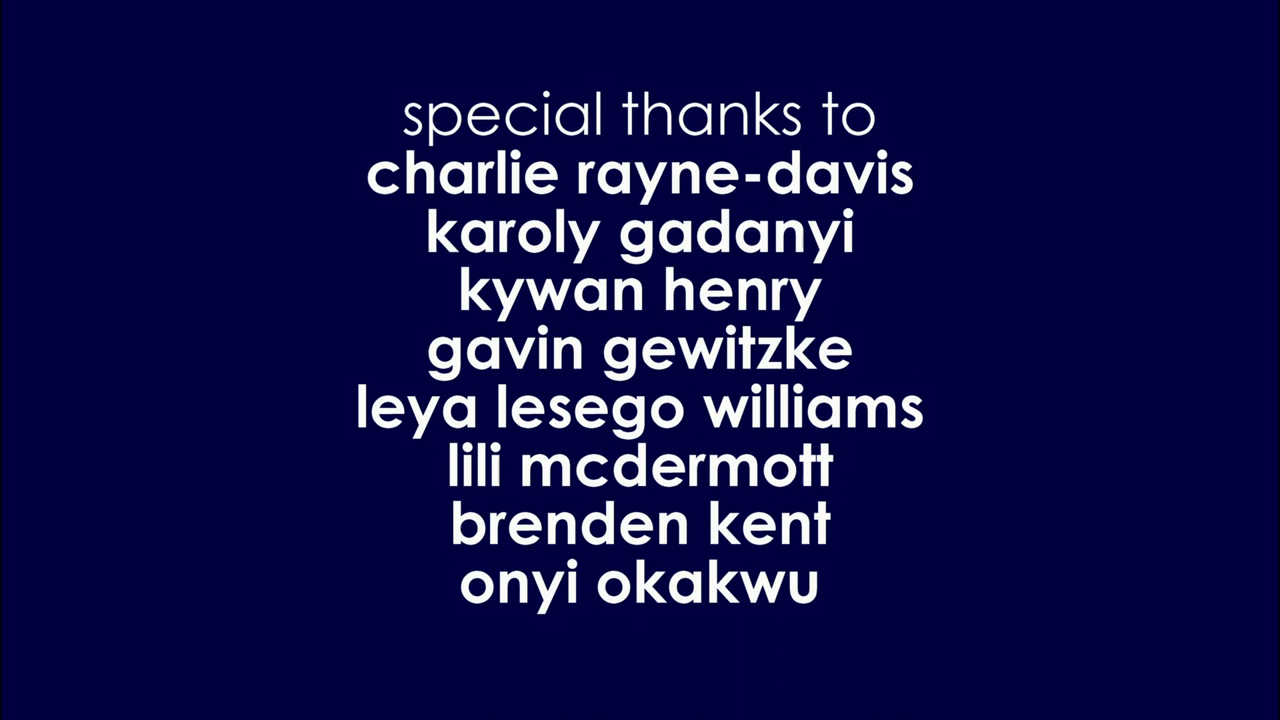 special thanks to
charlie rayne-davis
karoly gadanyi
kywan henry
gavin gewitzke
leya lesego williams
lili mcdermott
brenden kent
onyi okakwu